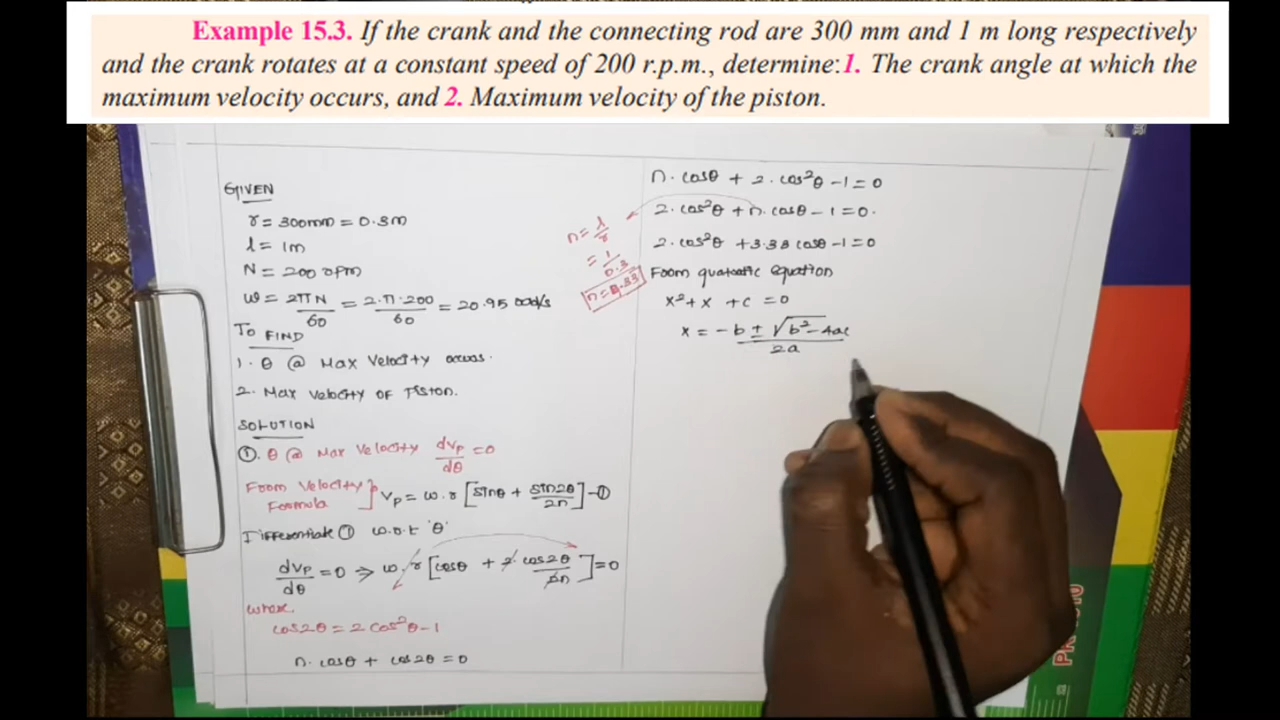 Example 15.3. If the crank and the connecting rod are 300 mm and 1 m long respectively
and the crank rotates at a constant speed of 200 r.p.m., determine:1. The crank angle at which the
maximum velocity occurs, and 2. Maximum velocity of the piston.
GIVEN
r = 300mm = 0.3m
l = 1m
N = 200 rpm
ω = 2πN/60 = 2.π.200/60 = 20.95 rad/s
TO FIND
1. θ @ Max Velocity occurs.
2. Max Velocity OF Piston.
SOLUTION
①. θ @ Max Velocity dVp/dθ = 0
From Velocity Formula } Vp = ω.r [sinθ + sin2θ/2n] -①
Differentiate ① w.r.t 'θ'
dVp/dθ = 0 ⇒ ω.r [cosθ + 2.cos2θ/2n] = 0
where.
cos2θ = 2cos²θ-1
n.cosθ + cos2θ = 0
n.cosθ + 2.cos²θ-1 = 0
2.cos²θ + n.cosθ-1 = 0.
n = l/r
= 1/0.3
2.cos²θ + 3.33 cosθ-1 = 0
From equation
x² + x + c = 0
x = -b ± √b²-4ac/2a
PR